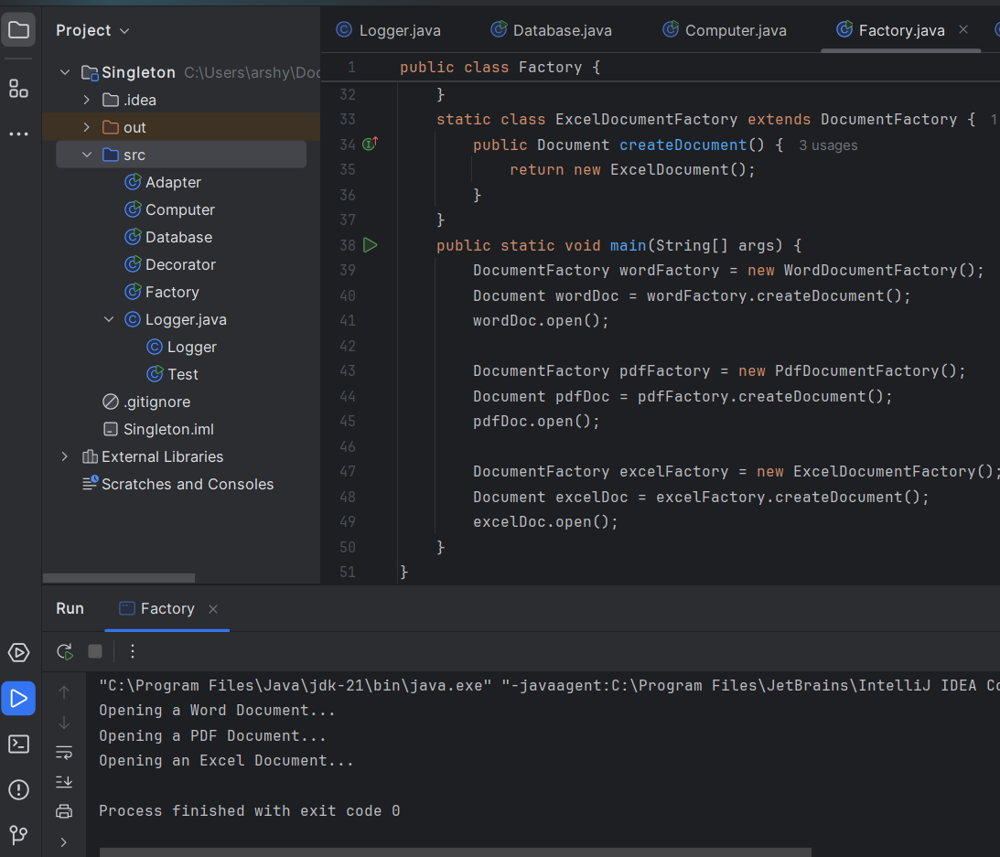 Project
Singleton C:\Users\arshy\Doc
.idea
out
src
Adapter
Computer
Database
Decorator
Factory
Logger.java
Logger
Test
.gitignore
Singleton.iml
External Libraries
Scratches and Consoles
Logger.java Database.java Computer.java Factory.java
1 public class Factory {
32 }
33 static class ExcelDocumentFactory extends DocumentFactory { 1
34 public Document createDocument() { 3 usages
35 return new ExcelDocument();
36 }
37 }
38 public static void main(String[] args) {
39 DocumentFactory wordFactory = new WordDocumentFactory();
40 Document wordDoc = wordFactory.createDocument();
41 wordDoc.open();
42
43 DocumentFactory pdfFactory = new PdfDocumentFactory();
44 Document pdfDoc = pdfFactory.createDocument();
45 pdfDoc.open();
46
47 DocumentFactory excelFactory = new ExcelDocumentFactory();
48 Document excelDoc = excelFactory.createDocument();
49 excelDoc.open();
50 }
51 }
Run Factory
"C:\Program Files\Java\jdk-21\bin\java.exe" "-javaagent:C:\Program Files\JetBrains\IntelliJ IDEA Co
Opening a Word Document...
Opening a PDF Document...
Opening an Excel Document...
Process finished with exit code 0